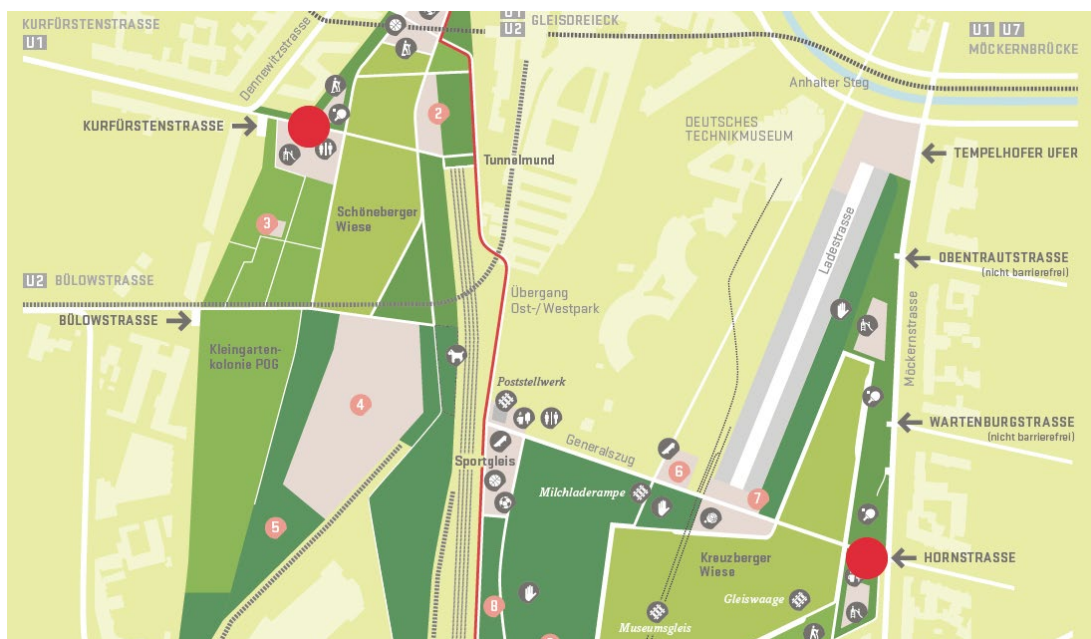 KURFÜRSTENSTRASSE
U1
Dennewitzstrasse
U1
U2
GLEISDREIECK
U1 U7
MÖCKERNBRÜCKE
Anhalter Steg
2
DEUTSCHES
TECHNIKMUSEUM
KURFÜRSTENSTRASSE
TEMPELHOFER UFER
Tunnelmund
3
Schöneberger
Wiese
Ladestrasse
OBENTRAUTSTRASSE
(nicht barrierefrei)
U2 BÜLOWSTRASSE
BÜLOWSTRASSE
Übergang
Ost-/ Westpark
Möckernstrasse
Kleingarten-
kolonie POG
4
Poststellwerk
WARTENBURGSTRASSE
(nicht barrierefrei)
Generalszug
Sportgleis
6
Milchladerampe
7
5
Kreuzberger
Wiese
HORNSTRASSE
8
Gleiswaage
Museumsgleis